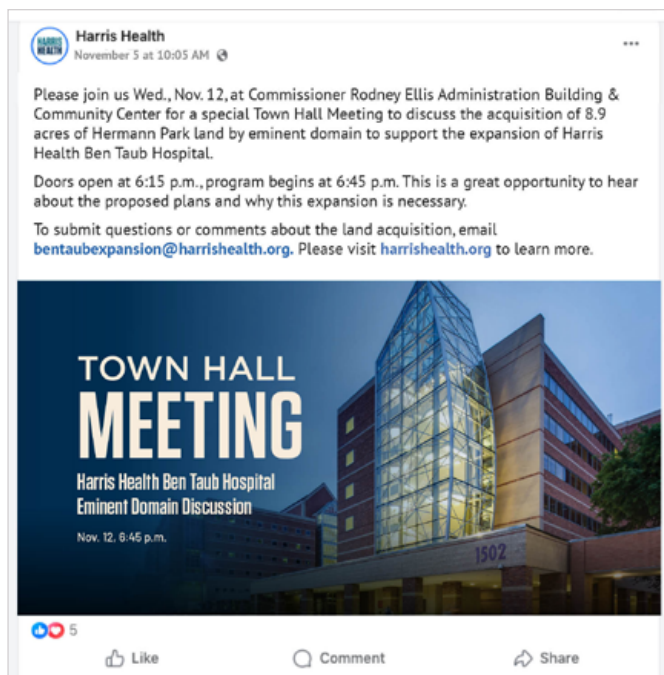 HARRIS
HEALTH
Harris Health
November 5 at 10:05 AM
Please join us Wed., Nov. 12, at Commissioner Rodney Ellis Administration Building &
Community Center for a special Town Hall Meeting to discuss the acquisition of 8.9
acres of Hermann Park land by eminent domain to support the expansion of Harris
Health Ben Taub Hospital.
Doors open at 6:15 p.m., program begins at 6:45 p.m. This is a great opportunity to hear
about the proposed plans and why this expansion is necessary.
To submit questions or comments about the land acquisition, email
bentaubexpansion@harrishealth.org. Please visit harrishealth.org to learn more.
TOWN HALL
MEETING
Harris Health Ben Taub Hospital
Eminent Domain Discussion
Nov. 12, 6:45 p.m.
1502
5
Like
Comment
Share